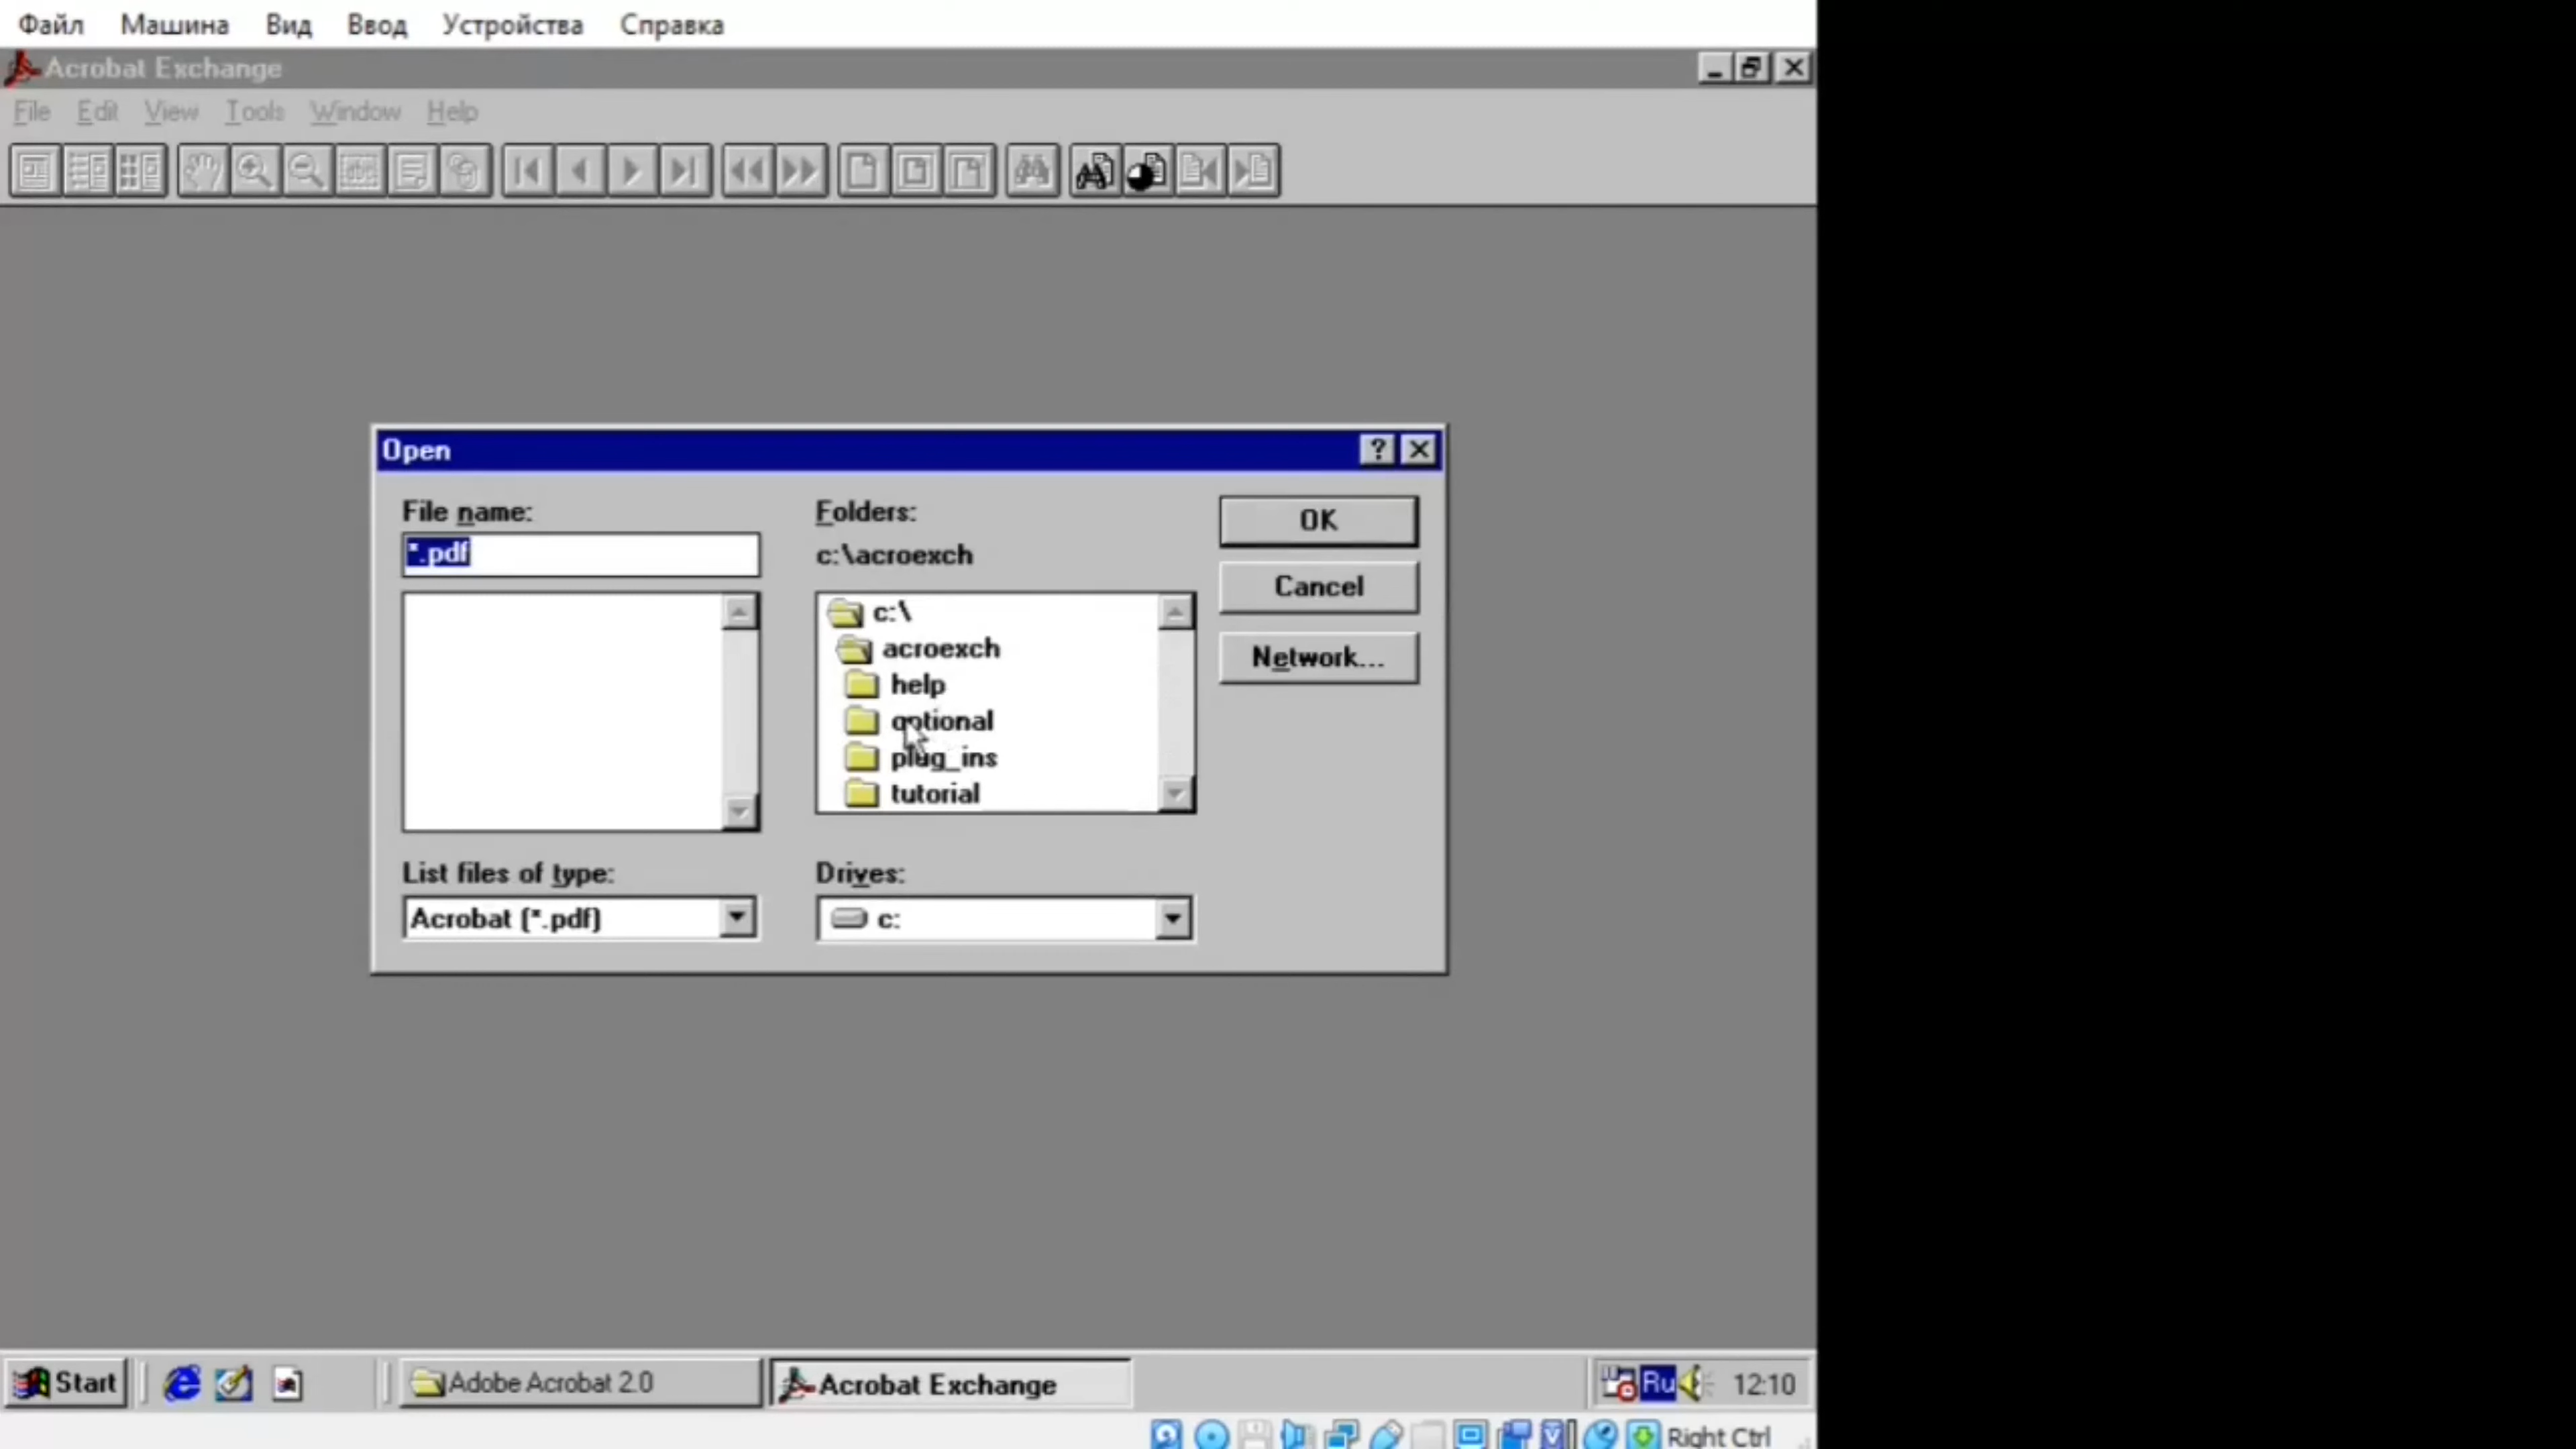 Файл Машина Вид Ввод Устройства Справка
Acrobat Exchange
File Edit View Tools Window Help
Open
File name:
*.pdf
Folders:
c:\acroexch
OK
Cancel
Network...
c:\
acroexch
help
optional
plug_ins
tutorial
List files of type:
Acrobat (*.pdf)
Drives:
c:
Start
Adobe Acrobat 2.0
Acrobat Exchange
Ru
12:10
Right Ctrl